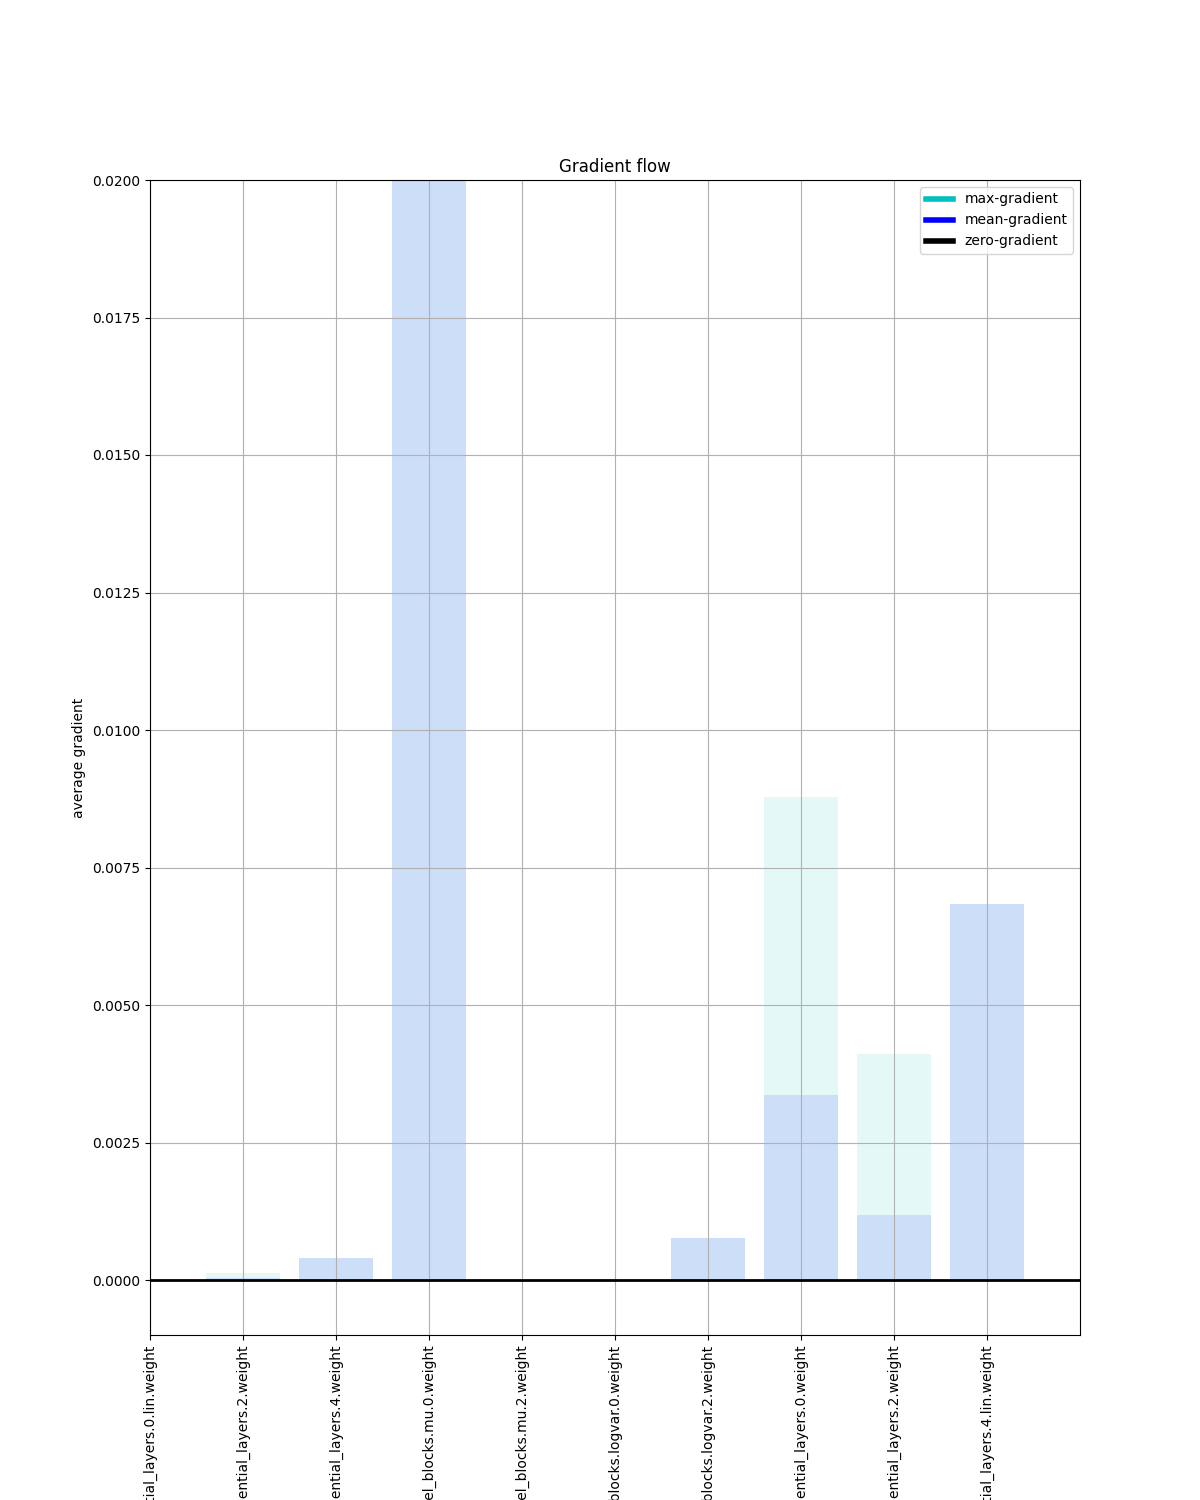 Gradient flow
max-gradient
mean-gradient
zero-gradient
average gradient
0.0200
0.0175
0.0150
0.0125
0.0100
0.0075
0.0050
0.0025
0.0000
tial_layers.0.lin.weight
ential_layers.2.weight
ential_layers.4.weight
el_blocks.mu.0.weight
el_blocks.mu.2.weight
blocks.logvar.0.weight
blocks.logvar.2.weight
ential_layers.0.weight
ential_layers.2.weight
tial_layers.4.lin.weight